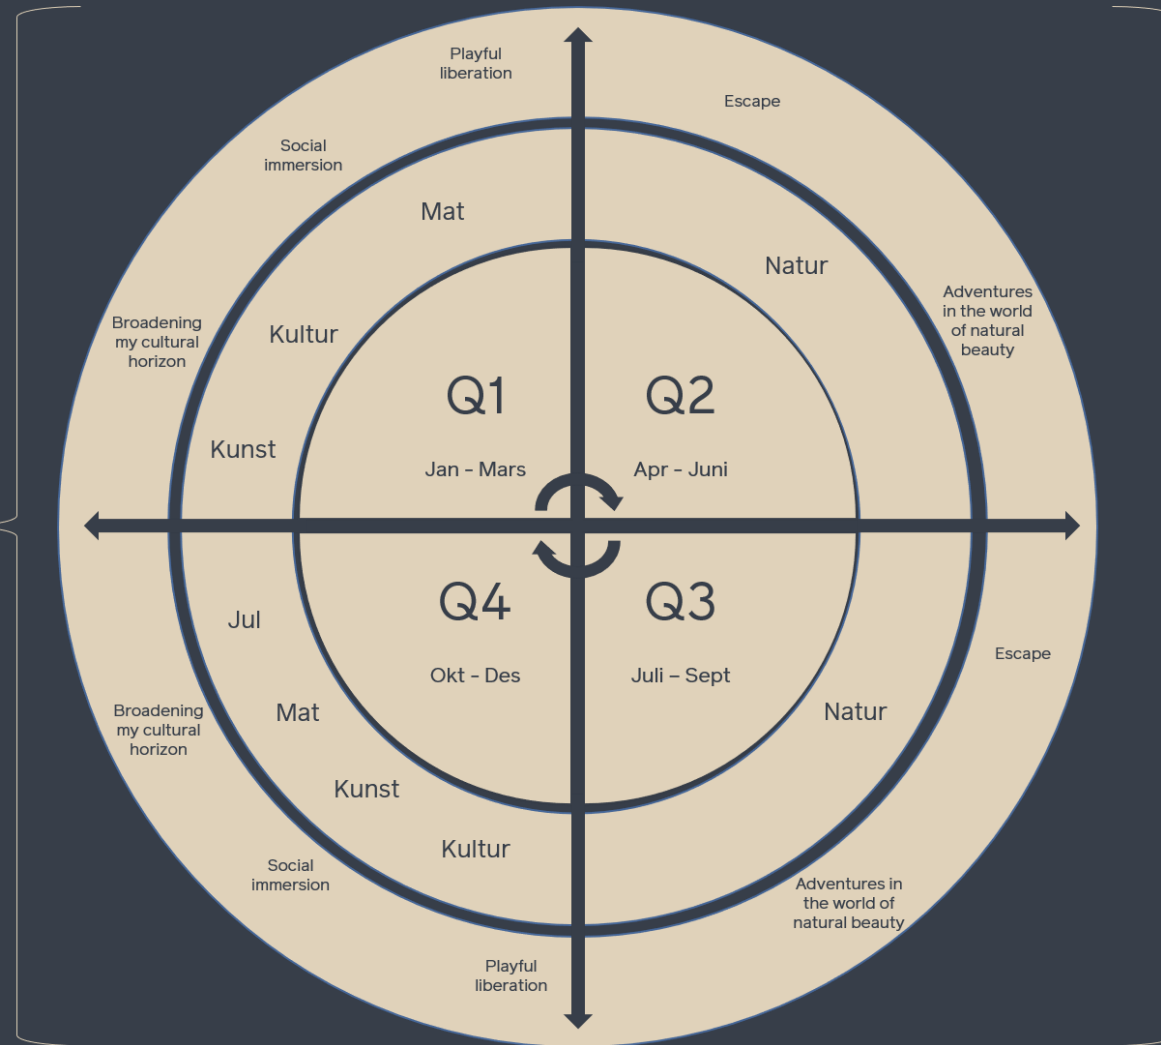 Playful
liberation
Escape
Social
immersion
Mat
Natur
Adventures
in the world
of natural
beauty
Broadening
my cultural
horizon
Kultur
Q1
Q2
Kunst
Jan - Mars
Apr - Juni
Q4
Q3
Jul
Escape
Okt - Des
Juli – Sept
Broadening
my cultural
horizon
Mat
Natur
Kunst
Kultur
Social
immersion
Adventures in
the world of
natural beauty
Playful
liberation